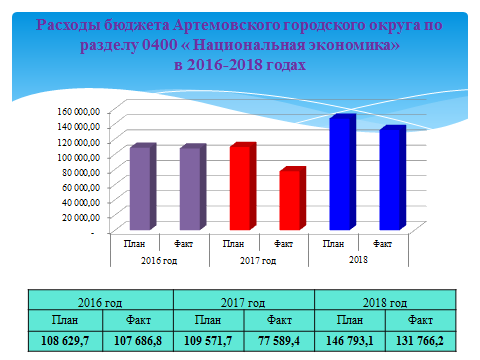 Расходы бюджета Артемовского городского округа по
разделу 0400 « Национальная экономика»
в 2016-2018 годах
160 000,00
140 000,00
120 000,00
100 000,00
80 000,00
60 000,00
40 000,00
20 000,00
-
План Факт План Факт План Факт
2016 год 2017 год 2018
2016 год 2017 год 2018 год
План Факт План Факт План Факт
108 629,7 107 686,8 109 571,7 77 589,4 146 793,1 131 766,2